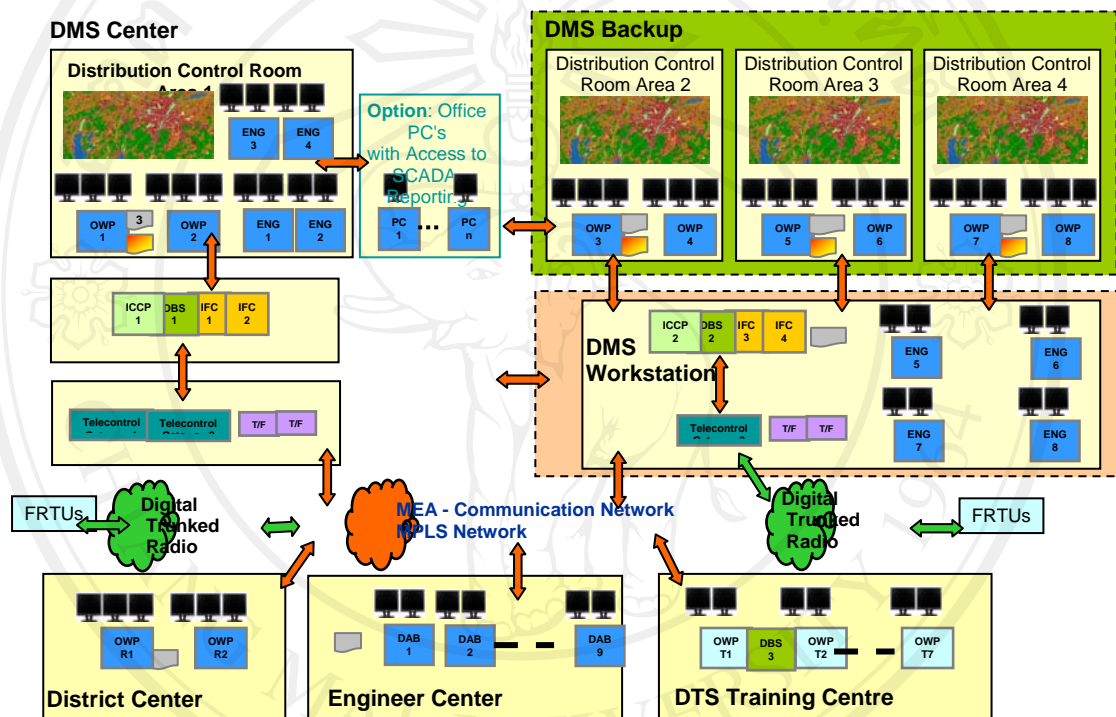 DMS Center
Distribution Control Room
Area 1
ENG
3
ENG
4
OWP
1
3
OWP
2
ENG
1
ENG
2
Option: Office
PC's
with Access to
SCADA
Reporting
PC
1
...
PC
n
DMS Backup
Distribution Control
Room Area 2
OWP
3
OWP
4
Distribution Control
Room Area 3
OWP
5
OWP
6
Distribution Control
Room Area 4
OWP
7
OWP
8
ICCP
1
DBS
1
IFC
1
IFC
2
Telecontrol
Telecontrol
T/F
T/F
DMS
Workstation
ICCP
2
DBS
2
IFC
3
IFC
4
Telecontrol
T/F
T/F
ENG
5
ENG
6
ENG
7
ENG
8
FRTUs
Digital
Trunked
Radio
MEA - Communication Network
MPLS Network
Digital
Trunked
Radio
FRTUs
OWP
R1
OWP
R2
District Center
DAB
1
DAB
2
DAB
9
Engineer Center
OWP
T1
DBS
3
OWP
T2
OWP
T7
DTS Training Centre